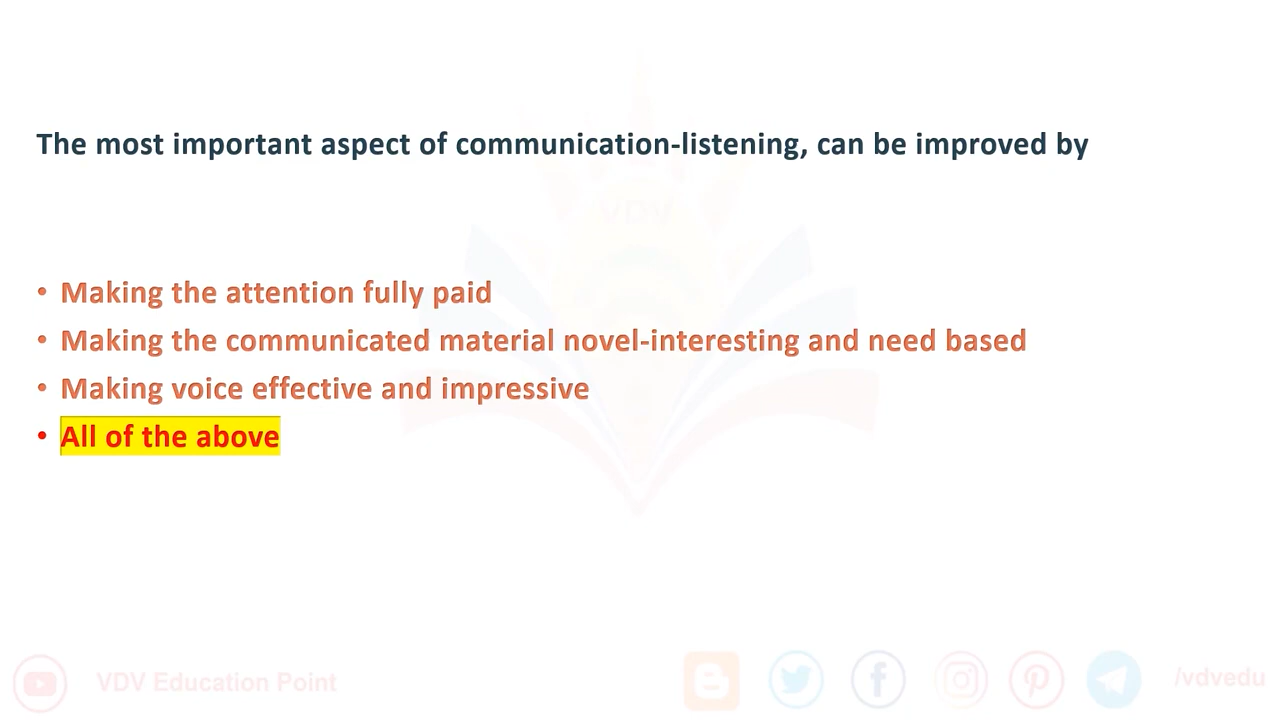 The most important aspect of communication-listening, can be improved by
VDV
• Making the attention fully paid
• Making the communicated material novel-interesting and need based
• Making voice effective and impressive
• All of the above
VDV Education Point
/vdvedu